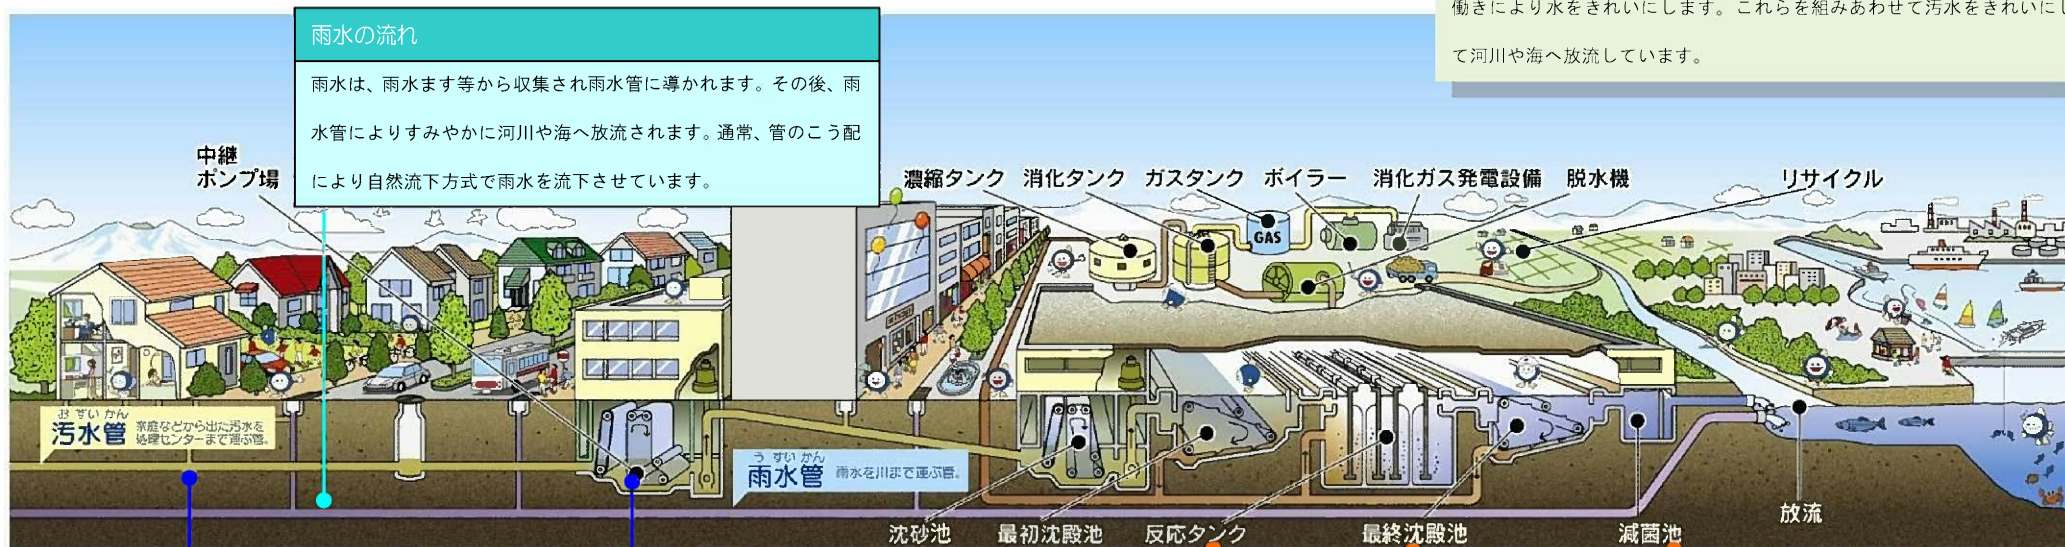 働きにより水をきれいにします。これらを組みあわせて汚水をきれいにし
て河川や海へ放流しています。
雨水の流れ
雨水は、雨水ます等から収集され雨水管に導かれます。その後、雨
水管によりすみやかに河川や海へ放流されます。通常、管のこう配
により自然流下方式で雨水を流下させています。
中継
ポンプ場
濃縮タンク
消化タンク
ガスタンク
ボイラー
消化ガス発電設備
脱水機
リサイクル
GAS
おすいかん
汚水管
家庭などから出た汚水を
処理センターまで運ぶ管。
うすいかん
雨水管
雨水を川まで運ぶ管。
沈砂池
最初沈殿池
反応タンク
最終沈殿池
滅菌池
放流